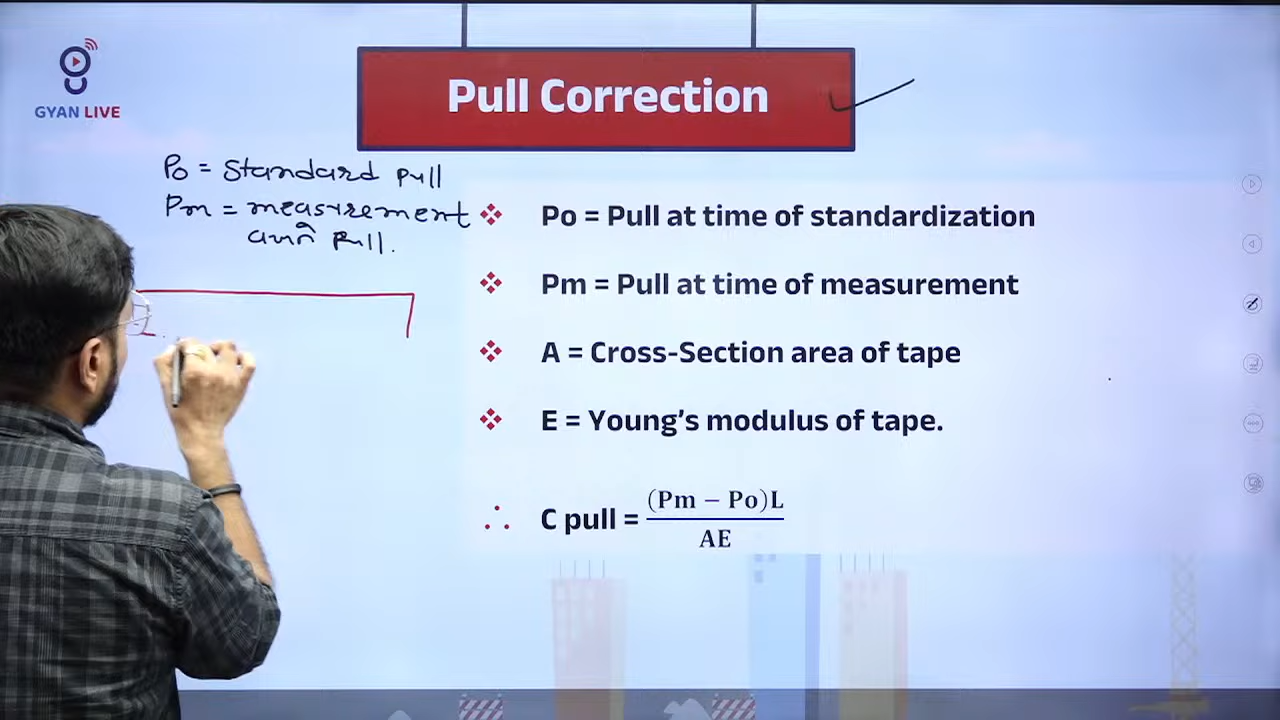 GYAN LIVE
Pull Correction
Po = Standard pull
Pm = measurement
વખતે pull.
Po = Pull at time of standardization
Pm = Pull at time of measurement
A = Cross-Section area of tape
E = Young’s modulus of tape.
∴ C pull = (Pm − Po)L
AE